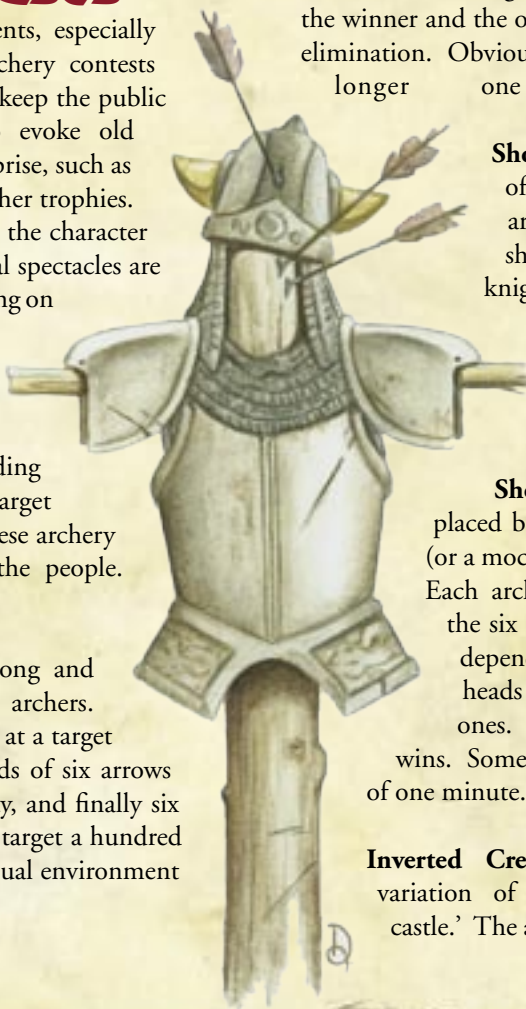 ents, especially
chery contests
keep the public
evoke old
prise, such as
her trophies.
the character
al spectacles are
ng on
ding
arget
ese archery
the people.
ong and
archers.
at a target
ds of six arrows
y, and finally six
target a hundred
ual environment
the winner and the o
elimination. Obviou
longer one
Sho
of
ar
sh
knig
Sho
placed b
(or a moc
Each arch
the six
depen
heads
ones.
wins. Some
of one minute.
Inverted Cre
variation of
castle.’ The a